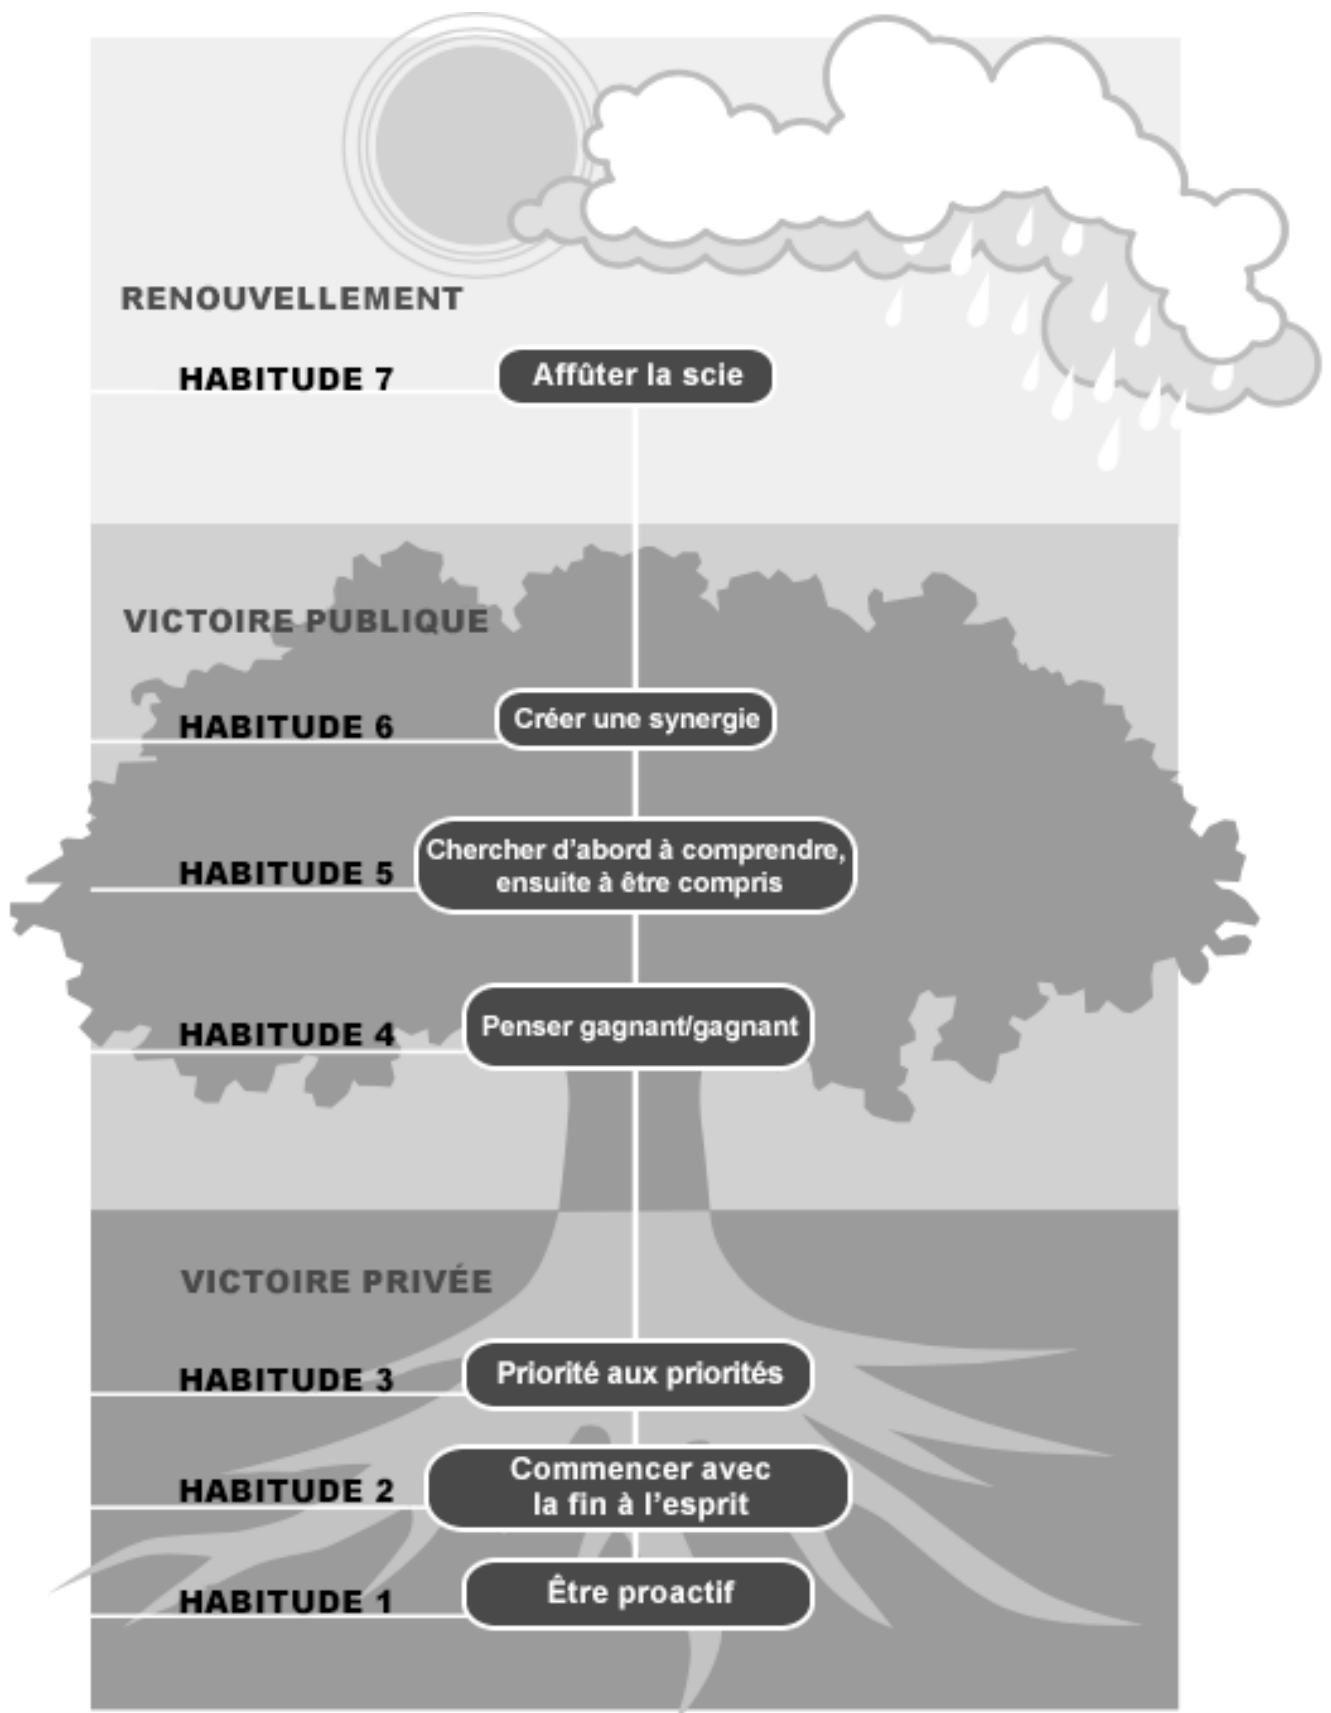 RENOUVELLEMENT
HABITUDE 7
Affûter la scie
VICTOIRE PUBLIQUE
HABITUDE 6
Créer une synergie
HABITUDE 5
Chercher d’abord à comprendre,
ensuite à être compris
HABITUDE 4
Penser gagnant/gagnant
VICTOIRE PRIVÉE
HABITUDE 3
Priorité aux priorités
HABITUDE 2
Commencer avec
la fin à l’esprit
HABITUDE 1
Être proactif